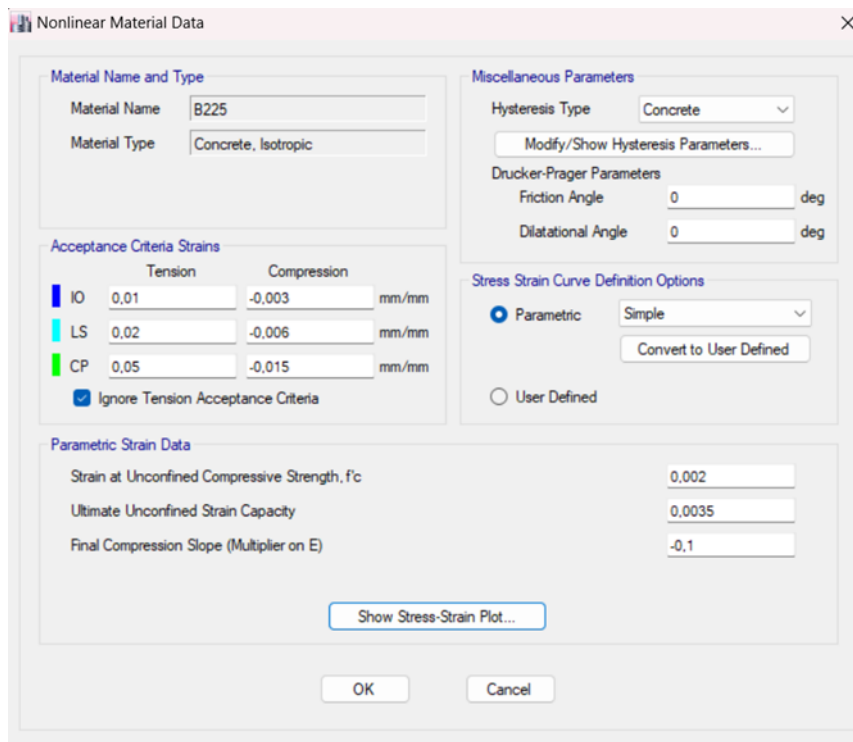 Nonlinear Material Data
Material Name and Type
Material Name B225
Material Type Concrete, Isotropic
Miscellaneous Parameters
Hysteresis Type Concrete
Modify/Show Hysteresis Parameters...
Drucker-Prager Parameters
Friction Angle 0 deg
Dilatational Angle 0 deg
Acceptance Criteria Strains
Tension Compression
IO 0,01 -0,003 mm/mm
LS 0,02 -0,006 mm/mm
CP 0,05 -0,015 mm/mm
Ignore Tension Acceptance Criteria
Stress Strain Curve Definition Options
Parametric Simple
Convert to User Defined
User Defined
Parametric Strain Data
Strain at Unconfined Compressive Strength, f'c 0,002
Ultimate Unconfined Strain Capacity 0,0035
Final Compression Slope (Multiplier on E) -0,1
Show Stress-Strain Plot...
OK Cancel